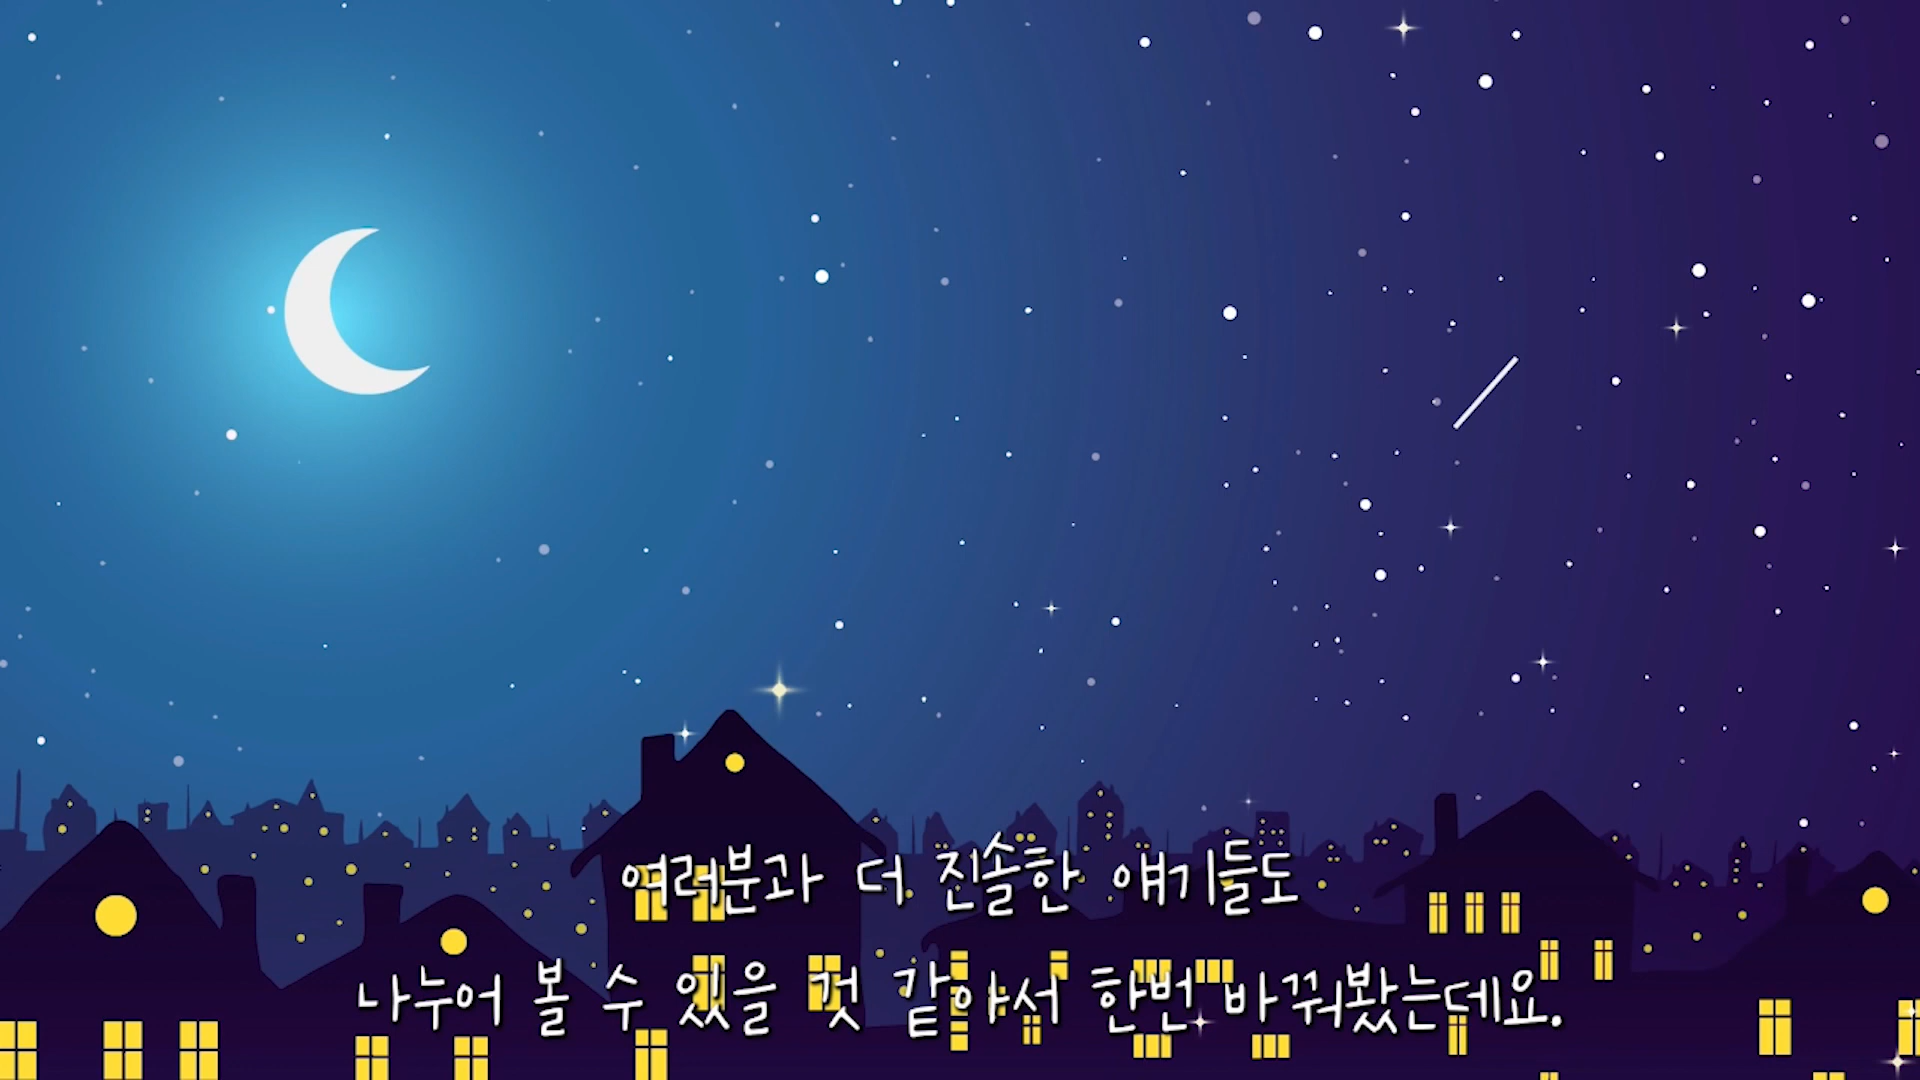 여러분과 더 진솔한 얘기들도
나누어 볼 수 있을 것 같아서 한번 바꿔봤는데요.